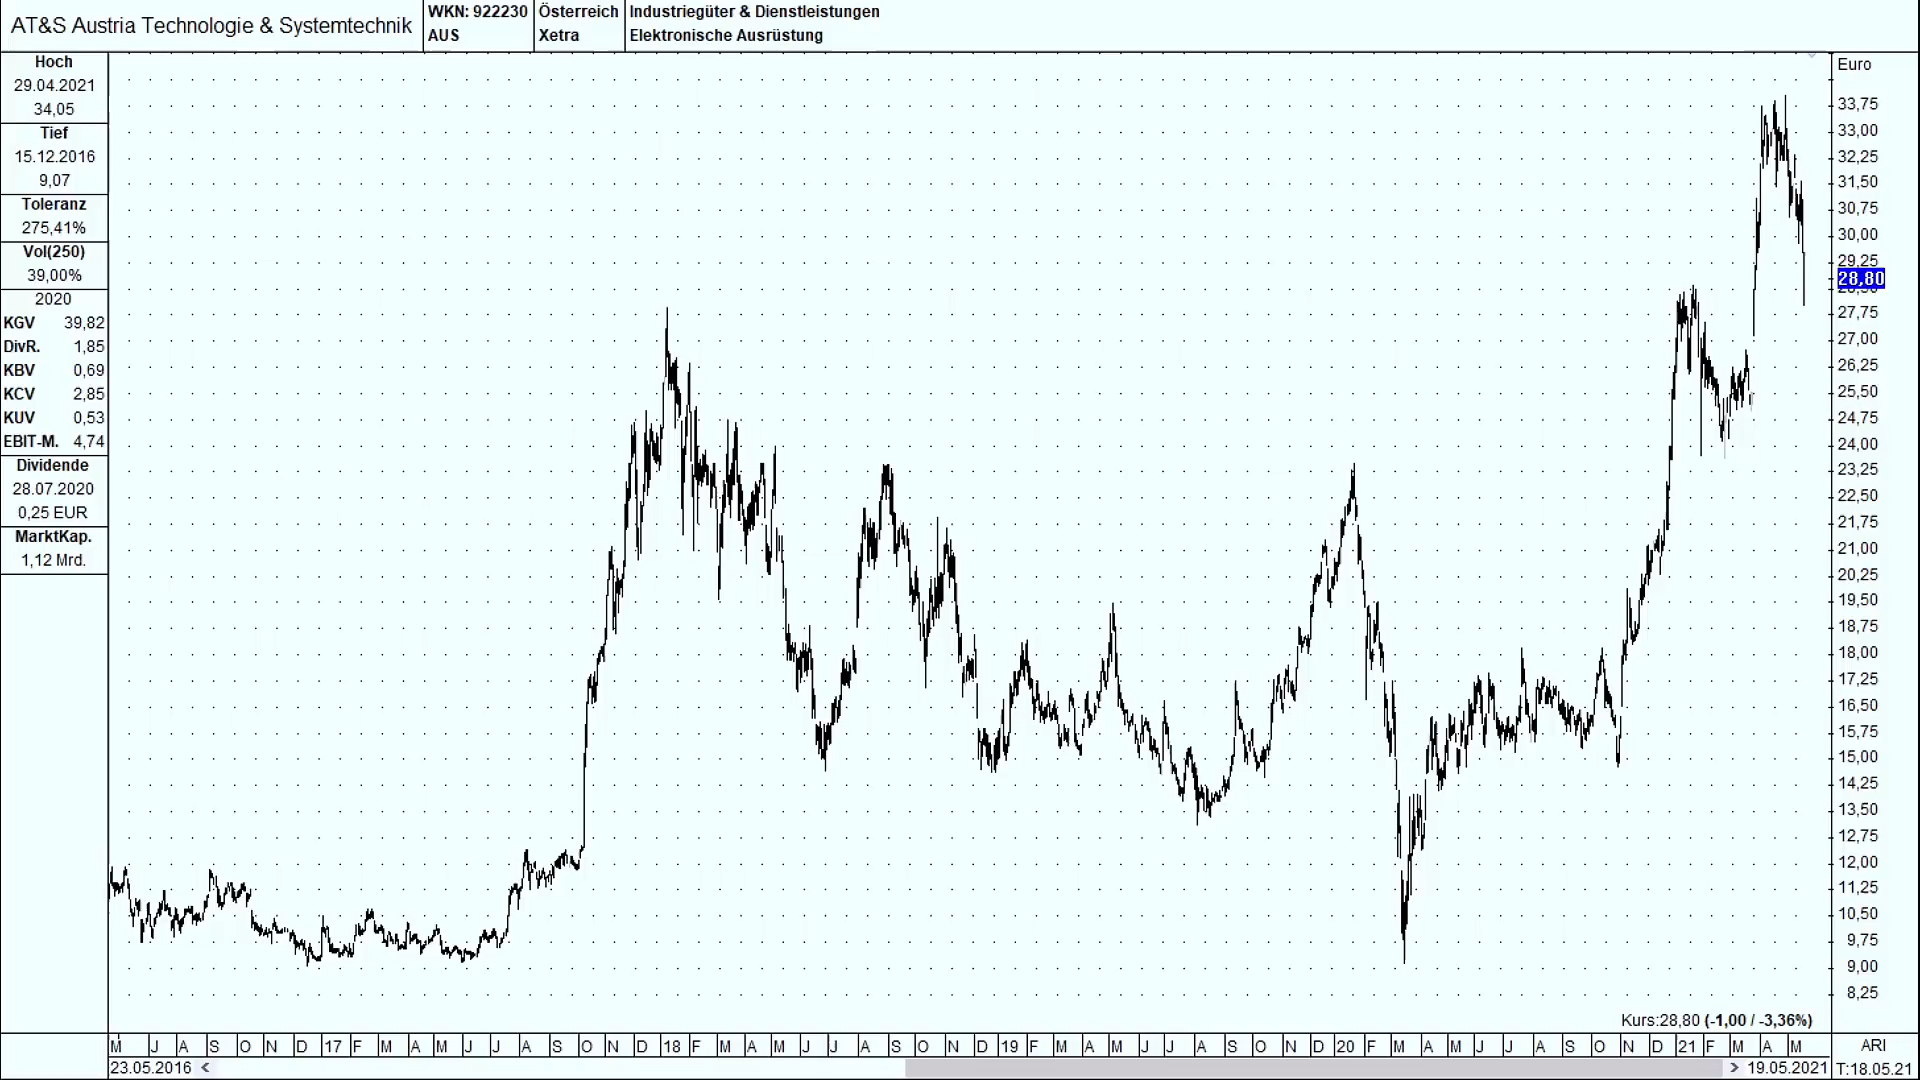 AT&S Austria Technologie & Systemtechnik
WKN: 922230
AUS
Österreich
Xetra
Industriegüter & Dienstleistungen
Elektronische Ausrüstung
Hoch
29.04.2021
34,05
Tief
15.12.2016
9,07
Toleranz
275,41%
Vol(250)
39,00%
2020
KGV 39,82
DivR. 1,85
KBV 0,69
KCV 2,85
KUV 0,53
EBIT-M. 4,74
Dividende
28.07.2020
0,25 EUR
MarktKap.
1,12 Mrd.
Euro
33,75
33,00
32,25
31,50
30,75
30,00
29,25
28,80
27,75
27,00
26,25
25,50
24,75
24,00
23,25
22,50
21,75
21,00
20,25
19,50
18,75
18,00
17,25
16,50
15,75
15,00
14,25
13,50
12,75
12,00
11,25
10,50
9,75
9,00
8,25
Kurs:28,80 (-1,00 / -3,36%)
M J A S O N D 17 F M A M J J A S O N D 18 F M A M J J A S O N D 19 F M A M J J A S O N D 20 F M A M J J A S O N D 21 F M A M
ARI
23.05.2016 < > 19.05.2021
T:18.05.21